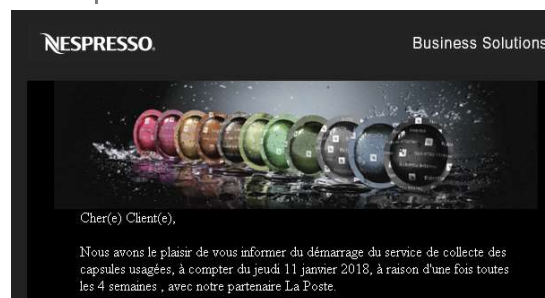 NESPRESSO.
Business Solutions
Cher(e) Client(e),
Nous avons le plaisir de vous informer du démarrage du service de collecte des
capsules usagées, à compter du jeudi 11 janvier 2018, à raison d'une fois toutes
les 4 semaines , avec notre partenaire La Poste.